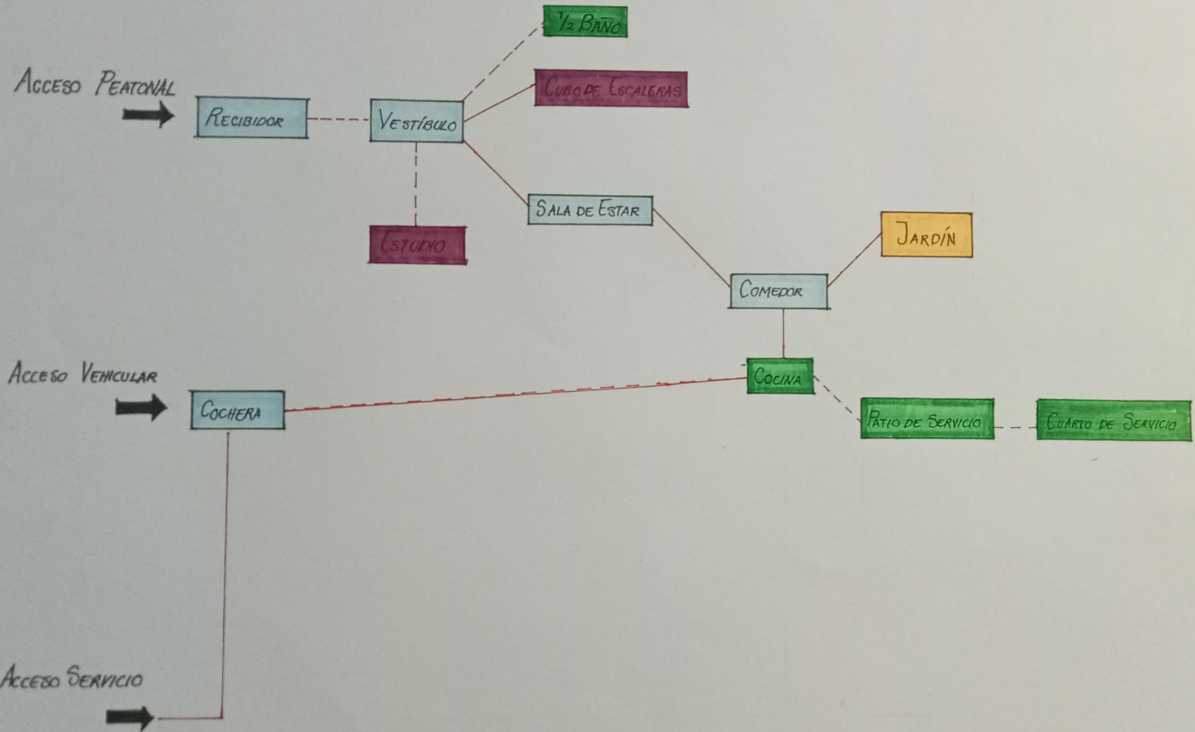 ½ BAÑO
ACCESO PEATONAL
CUBO DE ESCALERAS
RECIBIDOR
VESTÍBULO
SALA DE ESTAR
ESTUDIO
JARDÍN
COMEDOR
ACCESO VEHICULAR
COCINA
COCHERA
PATIO DE SERVICIO
CUARTO DE SERVICIO
ACCESO SERVICIO